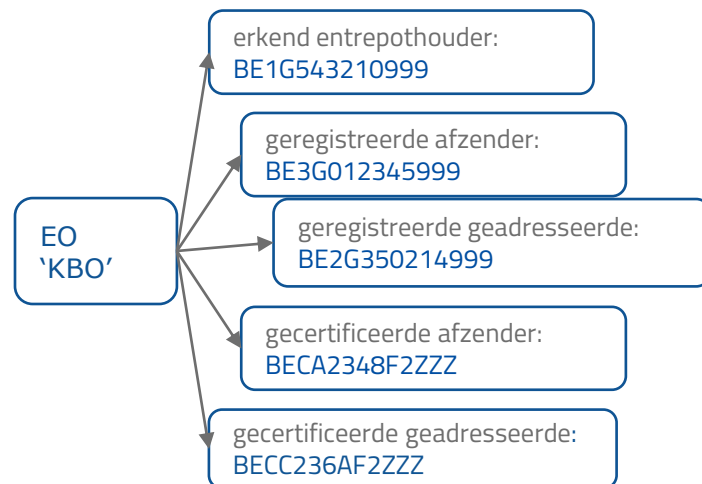 erkend entrepothouder:
BE1G543210999
geregistreerde afzender:
BE3G012345999
EO
‘KBO’
geregistreerde geadresseerde:
BE2G350214999
gecertificeerde afzender:
BECA2348F2ZZZ
gecertificeerde geadresseerde:
BECC236AF2ZZZ